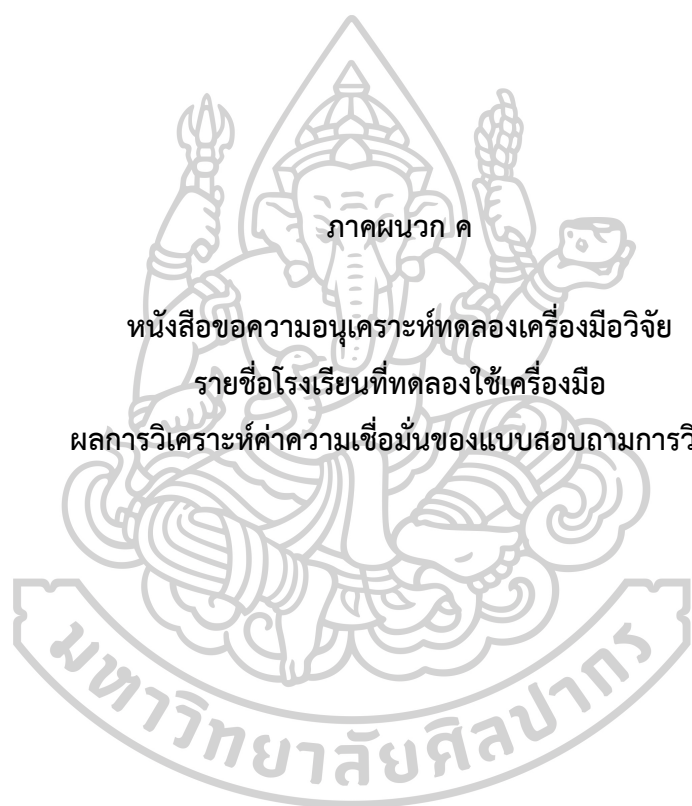 ภาคผนวก ค
หนังสือขอความอนุเคราะห์ทดลองเครื่องมือวิจัย
รายชื่อโรงเรียนที่ทดลองใช้เครื่องมือ
ผลการวิเคราะห์ค่าความเชื่อมั่นของแบบสอบถามการวิ
มหาวิทยาลัยศิลปากร